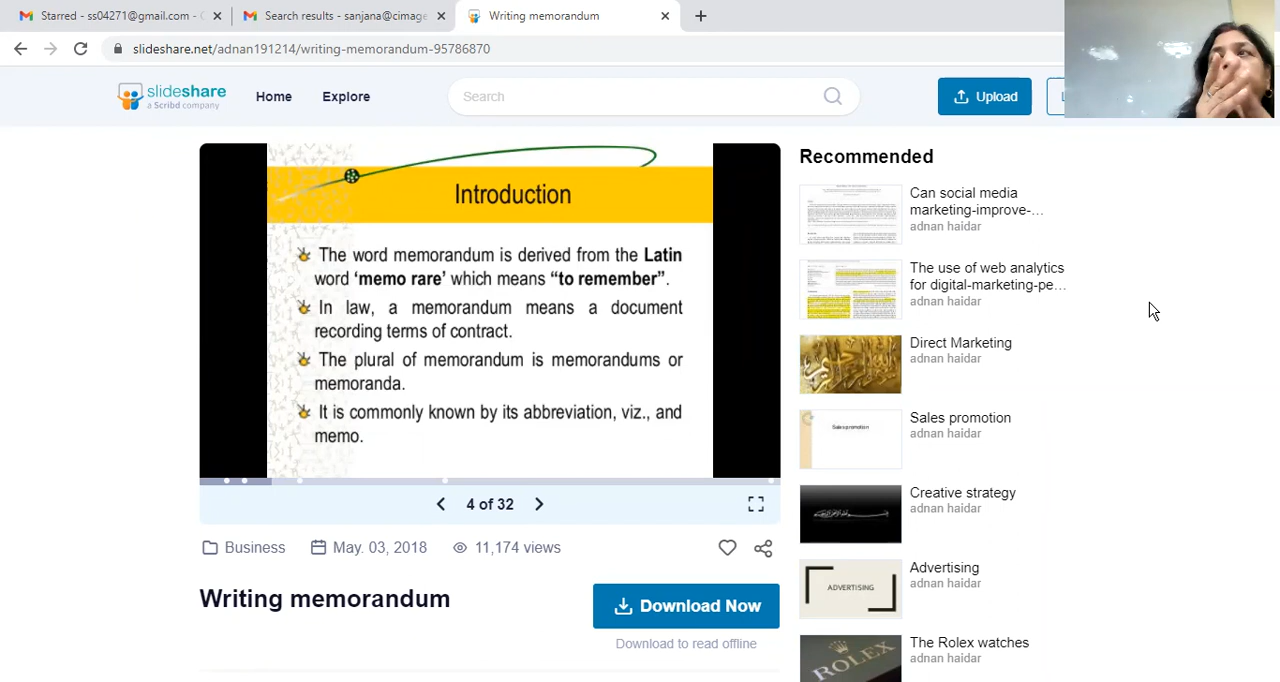 Starred - ss04271@gmail.com -
Search results - sanjana@cimage
Writing memorandum
slideshare.net/adnan191214/writing-memorandum-95786870
slideshare
a Scribd company
Home
Explore
Search
Upload
Introduction
The word memorandum is derived from the Latin
word ‘memo rare’ which means “to remember”.
In law, a memorandum means a document
recording terms of contract.
The plural of memorandum is memorandums or
memoranda.
It is commonly known by its abbreviation, viz., and
memo.
4 of 32
Business
May. 03, 2018
11,174 views
Writing memorandum
Download Now
Download to read offline
Recommended
Can social media
marketing-improve-…
adnan haidar
The use of web analytics
for digital-marketing-pe…
adnan haidar
Direct Marketing
adnan haidar
Sales promotion
Sales promotion
adnan haidar
Creative strategy
adnan haidar
ADVERTISING
Advertising
adnan haidar
ROLEX
The Rolex watches
adnan haidar